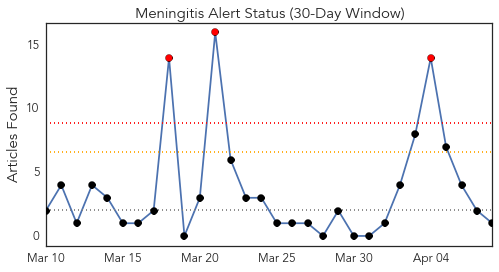 Meningitis Alert Status (30-Day Window)
Articles Found
15
10
5
0
Mar 10 Mar 15 Mar 20 Mar 25 Mar 30 Apr 04